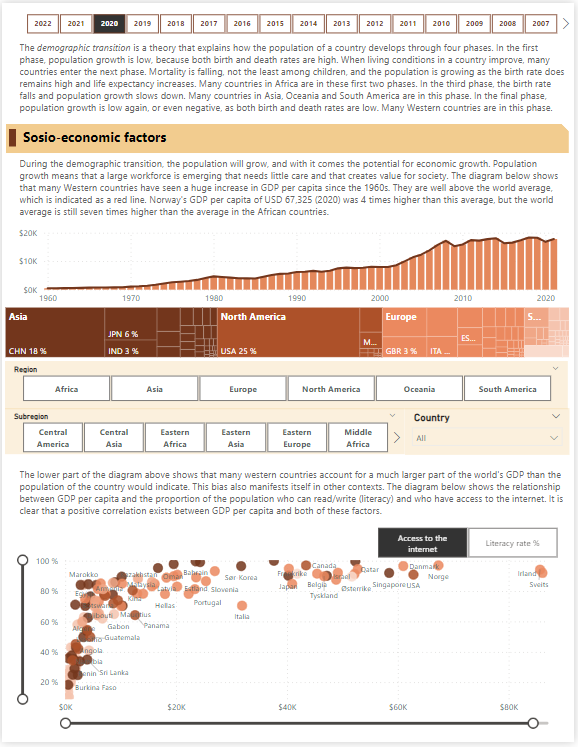 2022 2021 2020 2019 2018 2017 2016 2015 2014 2013 2012 2011 2010 2009 2008 2007
The demographic transition is a theory that explains how the population of a country develops through four phases. In the first
phase, population growth is low, because both birth and death rates are high. When living conditions in a country improve, many
countries enter the next phase. Mortality is falling, not the least among children, and the population is growing as the birth rate does
remains high and life expectancy increases. Many countries in Africa are in these first two phases. In the third phase, the birth rate
falls and population growth slows down. Many countries in Asia, Oceania and South America are in this phase. In the final phase,
population growth is low again, or even negative, as both birth and death rates are low. Many Western countries are in this phase.
Sosio-economic factors
During the demographic transition, the population will grow, and with it comes the potential for economic growth. Population
growth means that a large workforce is emerging that needs little care and that creates value for society. The diagram below shows
that many Western countries have seen a huge increase in GDP per capita since the 1960s. They are well above the world average,
which is indicated as a red line. Norway's GDP per capita of USD 67,325 (2020) was 4 times higher than this average, but the world
average is still seven times higher than the average in the African countries.
$20K
$10K
$0K
1960 1970 1980 1990 2000 2010 2020
Asia North America Europe S...
JPN 6 % M... ES...
CHN 18 % IND 3 % USA 25 % GBR 3 % ITA ...
Region
Africa Asia Europe North America Oceania South America
Subregion Country
Central America Central Asia Eastern Africa Eastern Asia Eastern Europe Middle Africa
All
The lower part of the diagram above shows that many western countries account for a much larger part of the world's GDP than the
population of the country would indicate. This bias also manifests itself in other contexts. The diagram below shows the relationship
between GDP per capita and the proportion of the population who can read/write (literacy) and who have access to the internet. It is
clear that a positive correlation exists between GDP per capita and both of these factors.
Access to the internet Literacy rate %
100 %
Canada Danmark
Marokko Bahrain Sør Korea Qatar Irland
Norge
80 % Malaysia Latvia Estland Slovenia Japan Belgia Østerrike Singapore USA Sveits
Kina Tyskland
Hellas Portugal
Mauritius Italia
60 % Gabon Panama
Guatemala
40 %
Sri Lanka
20 % Burkina Faso
$0K $20K $40K $60K $80K